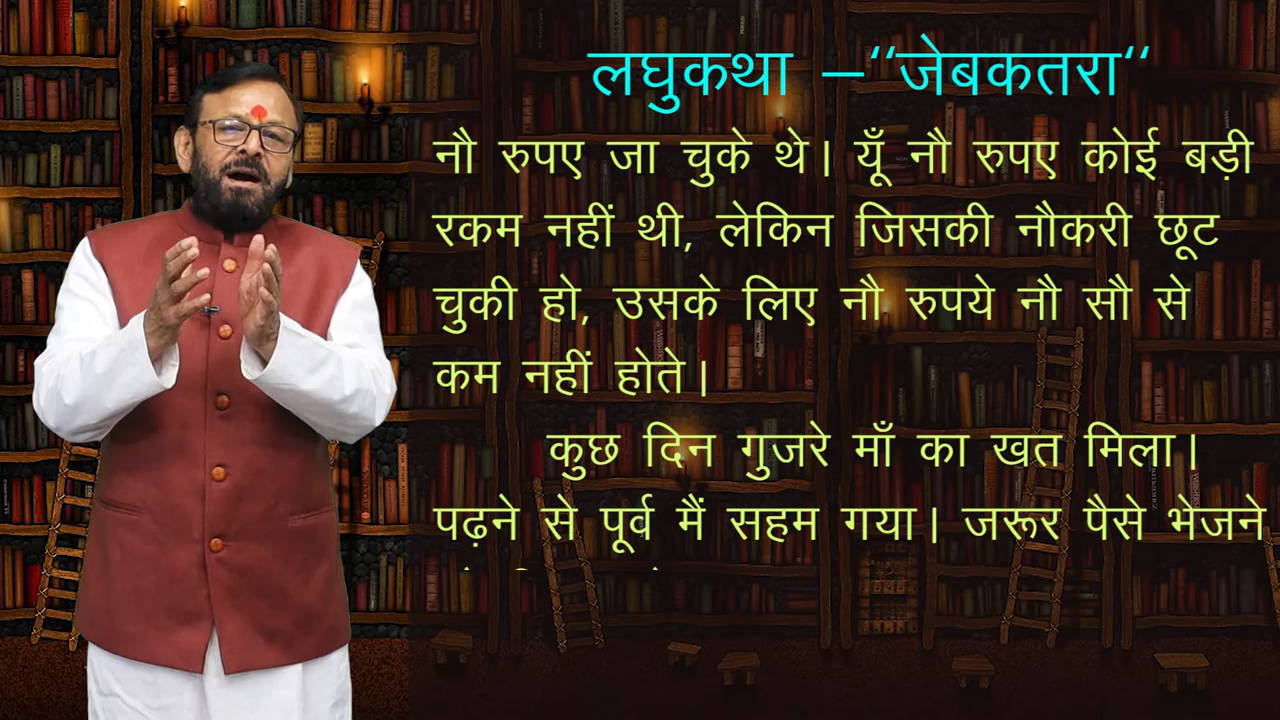 लघुकथा –‘‘जेबकतरा‘‘
नौ रुपए जा चुके थे। यूँ नौ रुपए कोई बड़ी
रकम नहीं थी, लेकिन जिसकी नौकरी छूट
चुकी हो, उसके लिए नौ रुपये नौ सौ से
कम नहीं होते।
कुछ दिन गुजरे माँ का खत मिला।
पढ़ने से पूर्व मैं सहम गया। जरूर पैसे भेजने